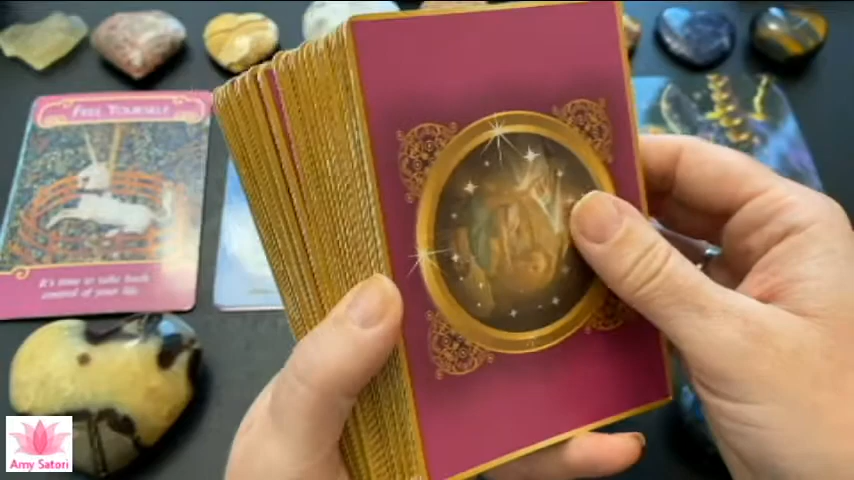 FREE YOURSELF
It's time to take back
control of your life.
Amy Satori